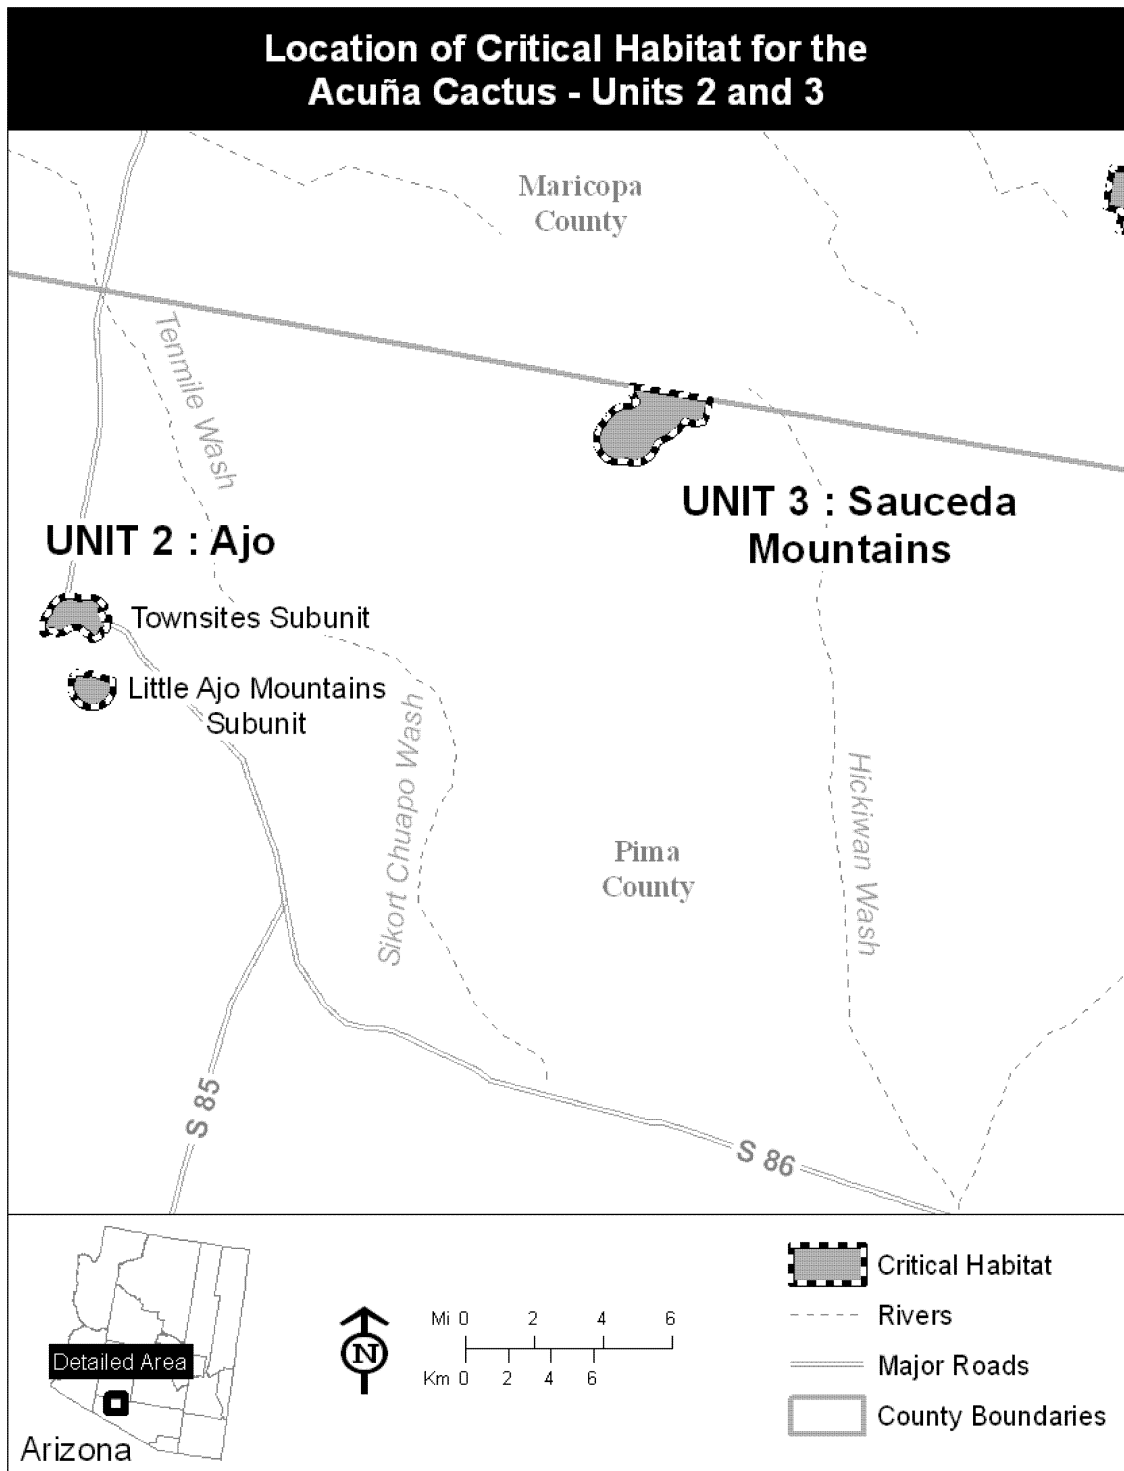 Location of Critical Habitat for the
Acuña Cactus - Units 2 and 3
Maricopa
County
Tenmile Wash
UNIT 3 : Sauceda
Mountains
UNIT 2 : Ajo
Townsites Subunit
Little Ajo Mountains
Subunit
Sikort Chuapo Wash
Hickiwan Wash
Pima
County
S 85
S 86
Detailed Area
Arizona
N
Mi 0 2 4 6
Km 0 2 4 6
Critical Habitat
Rivers
Major Roads
County Boundaries